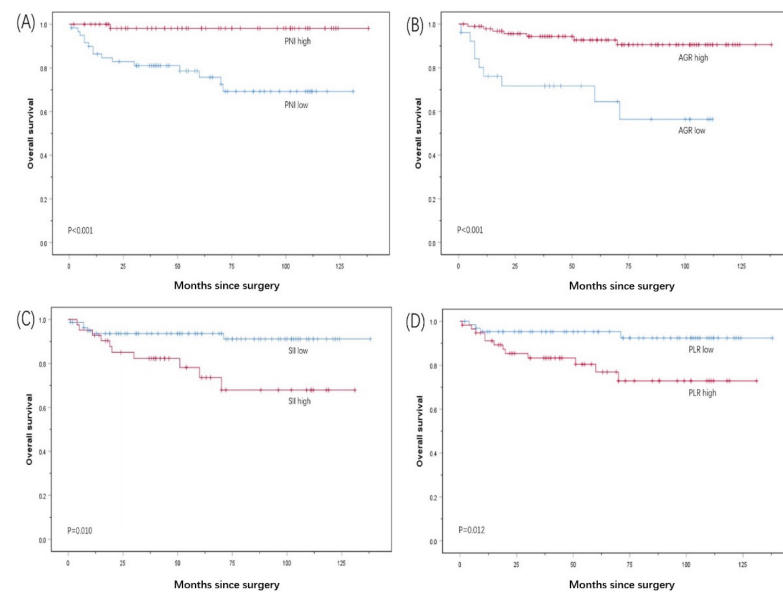 (A)
Overall survival
1.0
0.8
0.6
0.4
0.2
0.0
PNI high
PNI low
P<0.001
0 25 50 75 100 125
Months since surgery
(B)
Overall survival
1.0
0.8
0.6
0.4
0.2
0.0
AGR high
AGR low
P<0.001
0 25 50 75 100 125
Months since surgery
(C)
Overall survival
1.0
0.8
0.6
0.4
0.2
0.0
SII low
SII high
P=0.010
0 25 50 75 100 125
Months since surgery
(D)
Overall survival
1.0
0.8
0.6
0.4
0.2
0.0
PLR low
PLR high
P=0.012
0 25 50 75 100 125
Months since surgery